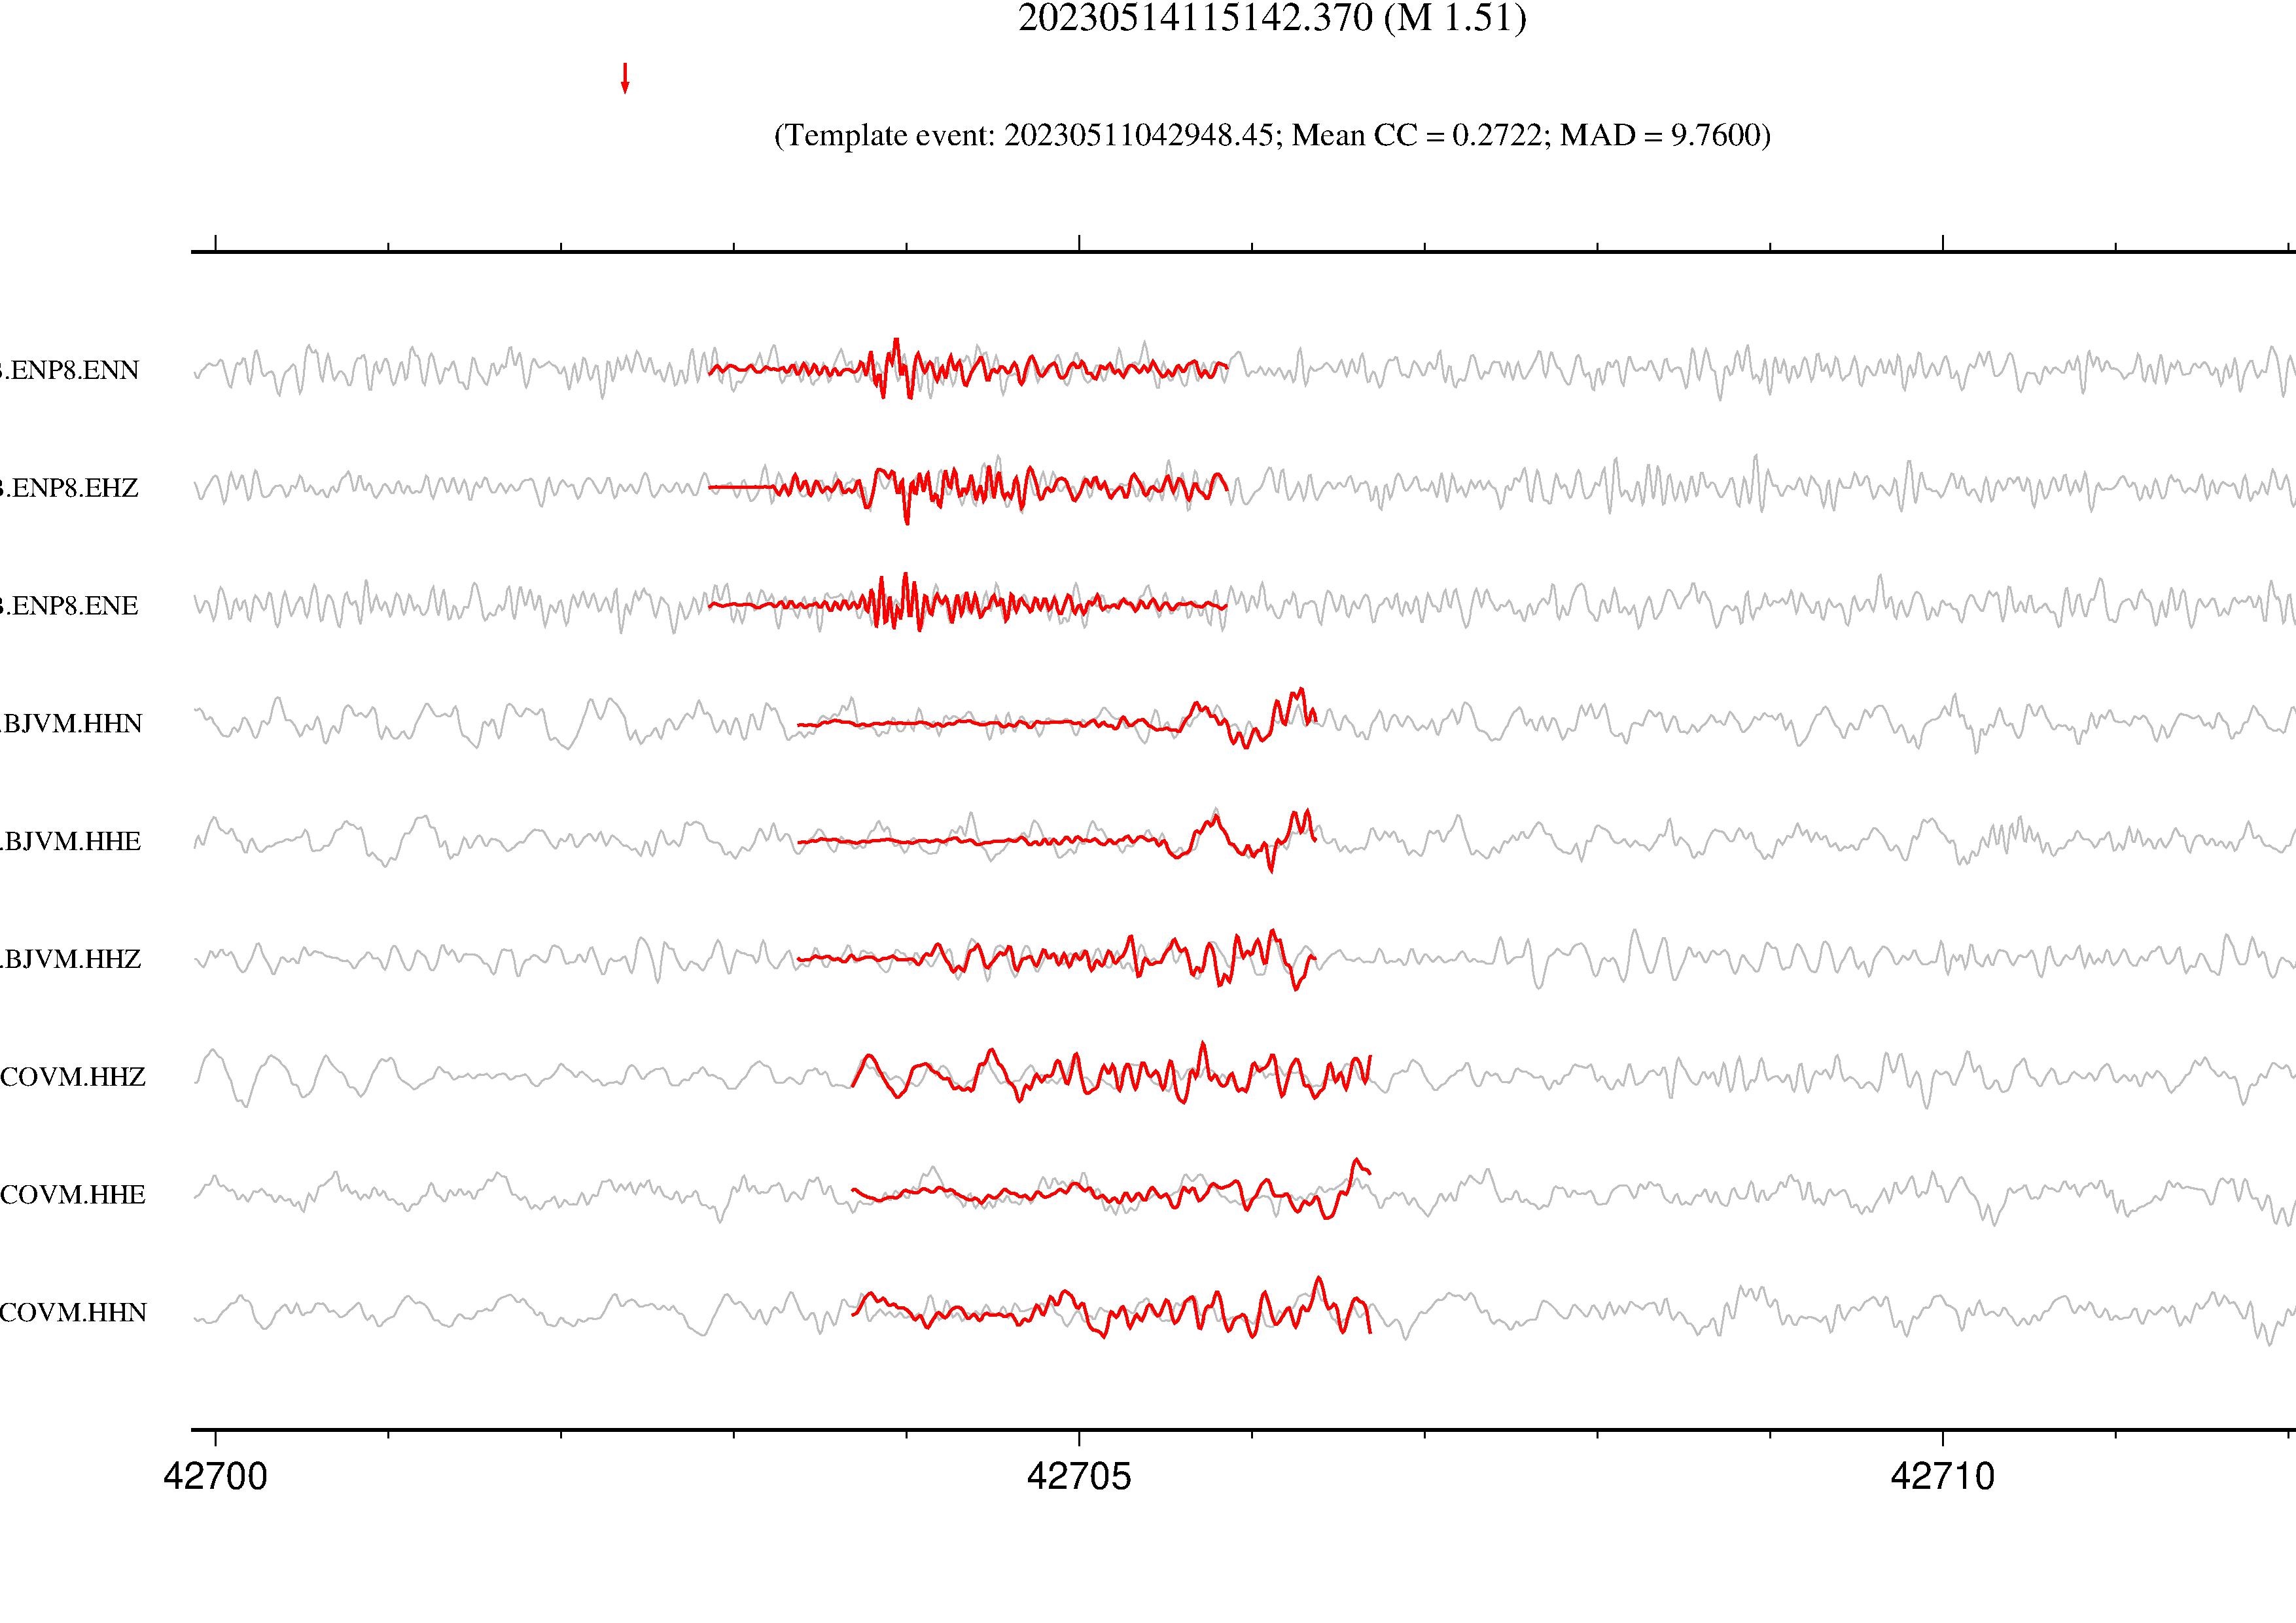 20230514115142.370 (M 1.51)
(Template event: 20230511042948.45; Mean CC = 0.2722; MAD = 9.7600)
.ENP8.ENN
.ENP8.EHZ
.ENP8.ENE
.BJVM.HHN
.BJVM.HHE
.BJVM.HHZ
COVM.HHZ
COVM.HHE
COVM.HHN
42700 42705 42710